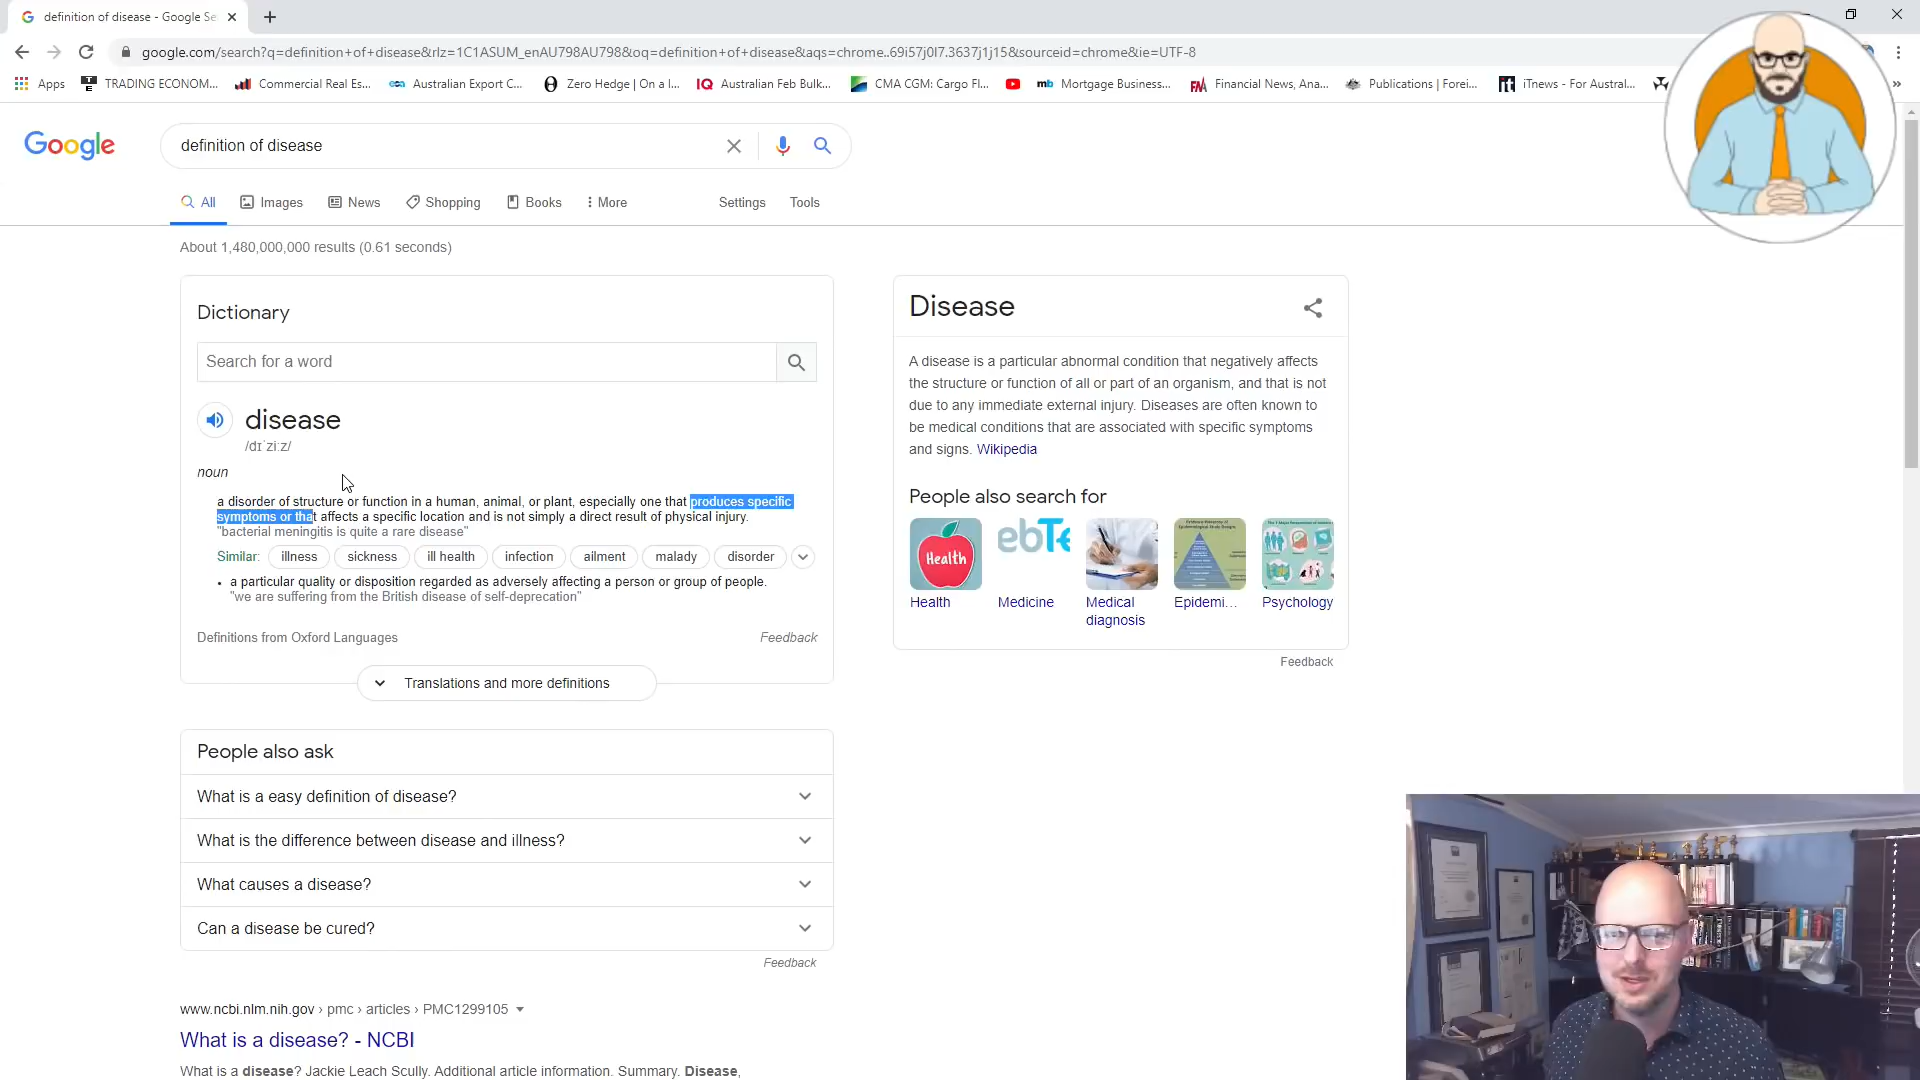 definition of disease - Google Se
google.com/search?q=definition+of+disease&rlz=1C1ASUM_enAU798AU798&oq=definition+of+disease&aqs=chrome..69i57j0l7.3637j1j15&sourceid=chrome&ie=UTF-8
Apps TRADING ECONOM... Commercial Real Es... Australian Export C... Zero Hedge | On a l... IQ Australian Feb Bulk... CMA CGM: Cargo Fl... mb Mortgage Business... FM Financial News, Ana... Publications | Forei... it iTnews - For Austral... »
Google
definition of disease
All Images News Shopping Books More Settings Tools
About 1,480,000,000 results (0.61 seconds)
Dictionary
Search for a word
disease
/dɪˈziːz/
noun
a disorder of structure or function in a human, animal, or plant, especially one that produces specific
symptoms or that affects a specific location and is not simply a direct result of physical injury.
"bacterial meningitis is quite a rare disease"
Similar: illness sickness ill health infection ailment malady disorder
• a particular quality or disposition regarded as adversely affecting a person or group of people.
"we are suffering from the British disease of self-deprecation"
Definitions from Oxford Languages Feedback
Translations and more definitions
People also ask
What is a easy definition of disease?
What is the difference between disease and illness?
What causes a disease?
Can a disease be cured?
Feedback
www.ncbi.nlm.nih.gov › pmc › articles › PMC1299105
What is a disease? - NCBI
What is a disease? Jackie Leach Scully. Additional article information. Summary. Disease,
Disease
A disease is a particular abnormal condition that negatively affects
the structure or function of all or part of an organism, and that is not
due to any immediate external injury. Diseases are often known to
be medical conditions that are associated with specific symptoms
and signs. Wikipedia
People also search for
Health
ebTe
Health
Medicine
Medical
diagnosis
Epidemi...
Psychology
Feedback